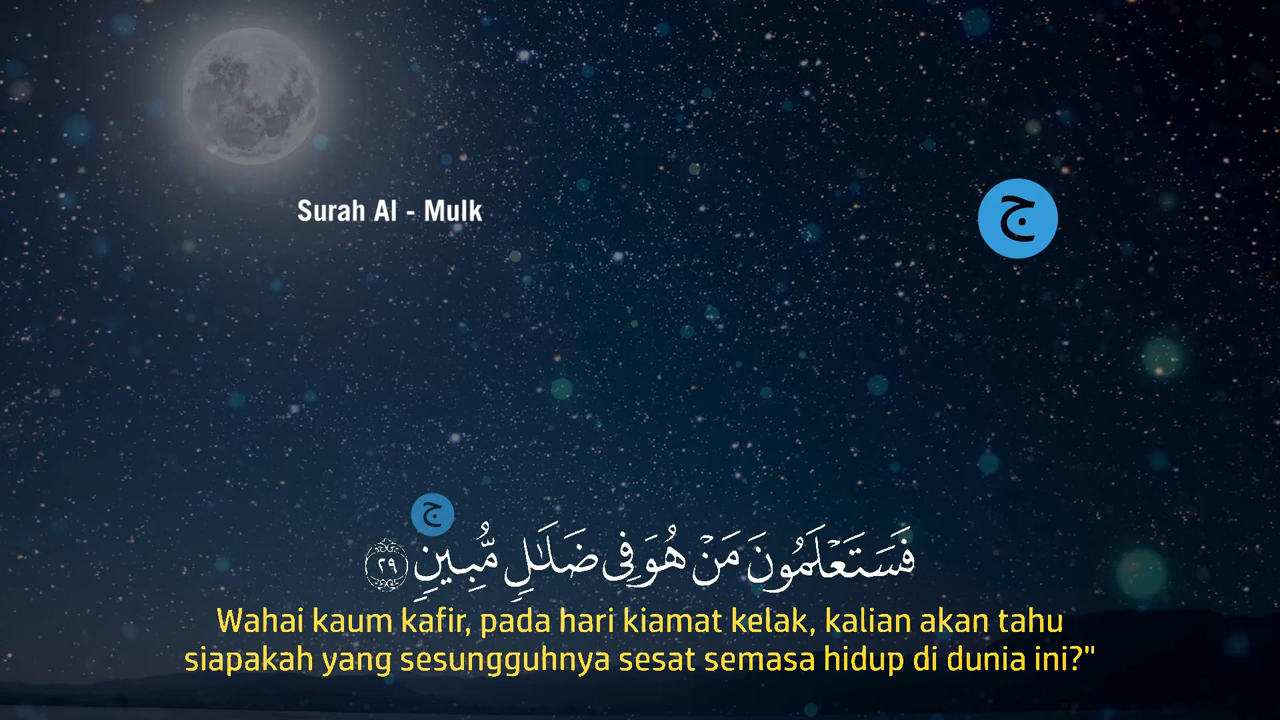 Surah Al - Mulk
ج
ج
فَسَتَعْلَمُونَ مَنْ هُوَ فِى ضَلَـٰلٍ مُّبِينٍ ٢٩
Wahai kaum kafir, pada hari kiamat kelak, kalian akan tahu
siapakah yang sesungguhnya sesat semasa hidup di dunia ini?"